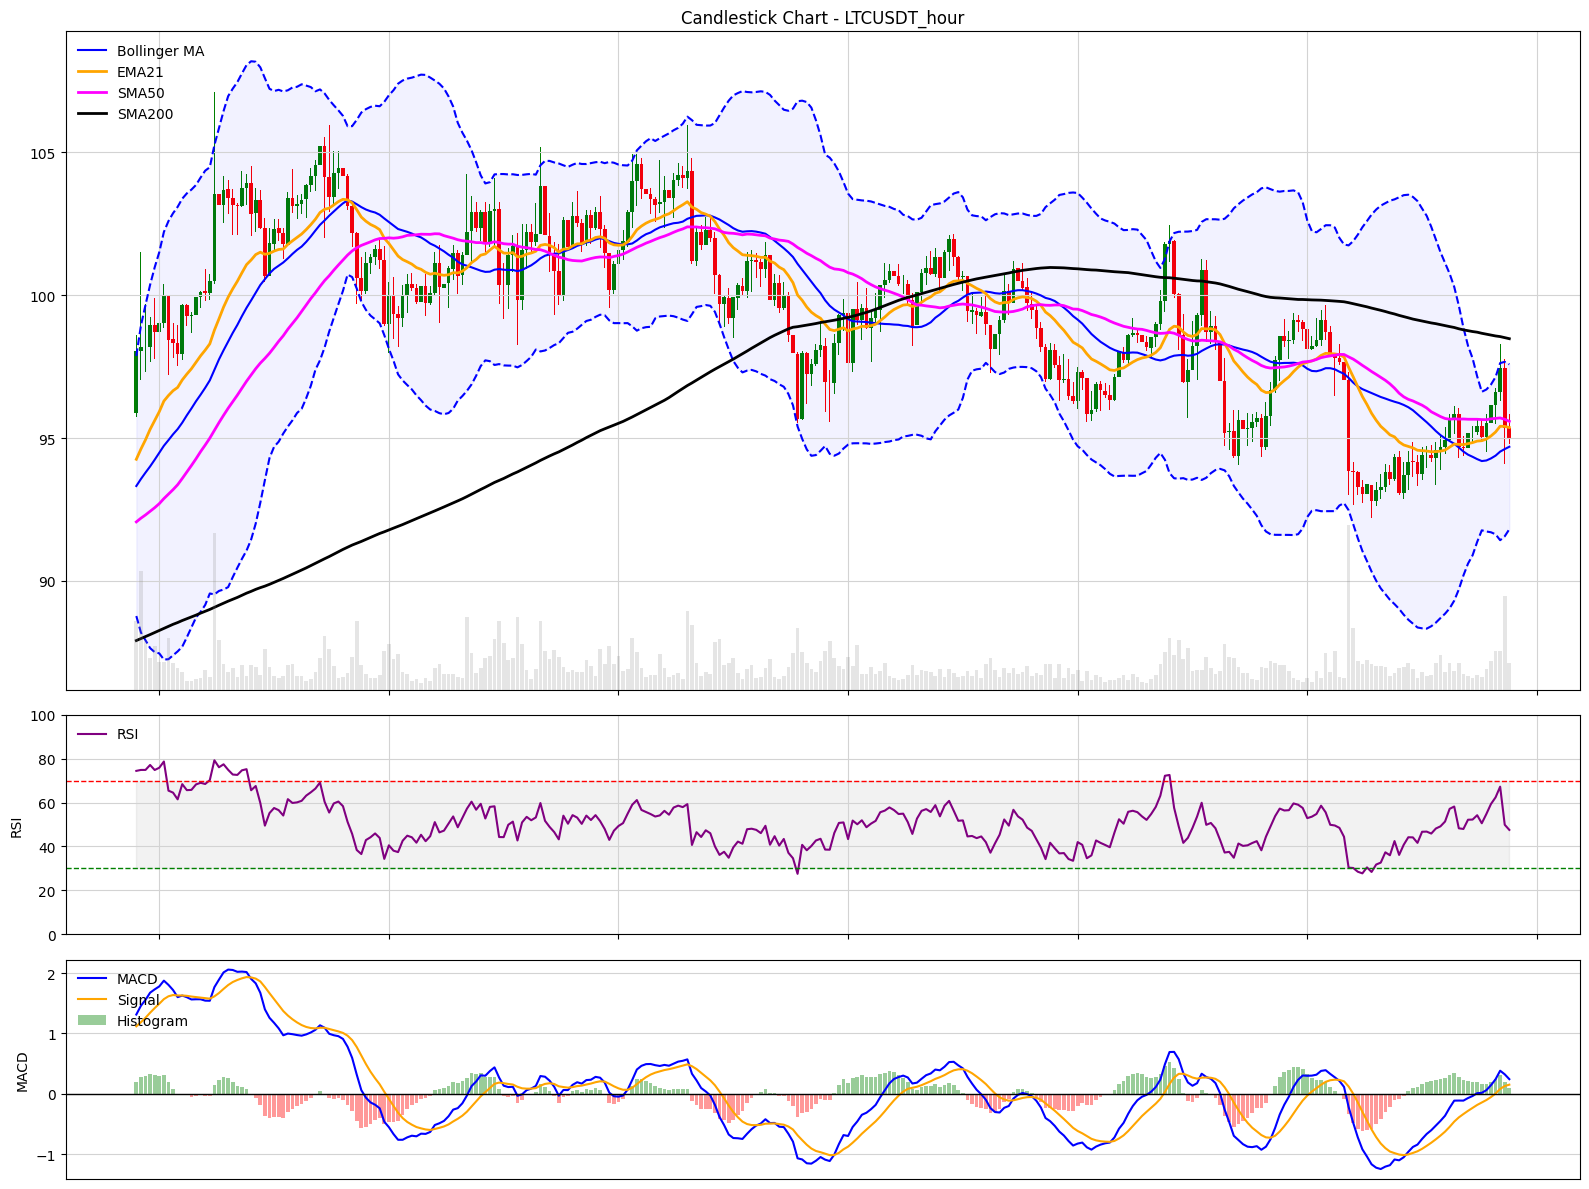 Candlestick Chart - LTCUSDT_hour
Bollinger MA
EMA21
SMA50
SMA200
105
100
95
90
RSI
100
80
60
40
20
0
RSI
MACD
Signal
Histogram
2
1
0
−1
MACD